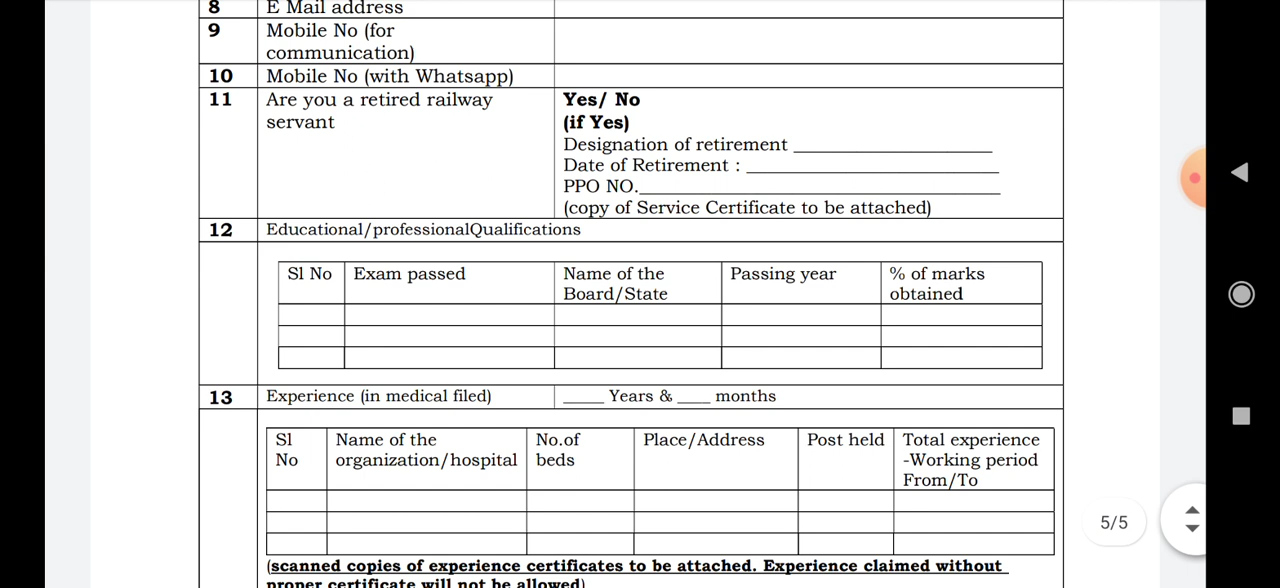 8 E Mail address
9 Mobile No (for
communication)
10 Mobile No (with Whatsapp)
11 Are you a retired railway
servant
Yes/ No
(if Yes)
Designation of retirement ____________________
Date of Retirement : _________________________
PPO NO.____________________________________
(copy of Service Certificate to be attached)
12 Educational/professionalQualifications
Sl No Exam passed Name of the
Board/State Passing year % of marks
obtained
13 Experience (in medical filed) _____ Years & ____ months
Sl
No Name of the
organization/hospital No.of
beds Place/Address Post held Total experience
-Working period
From/To
(scanned copies of experience certificates to be attached. Experience claimed without
proper certificate will not be allowed)
5/5